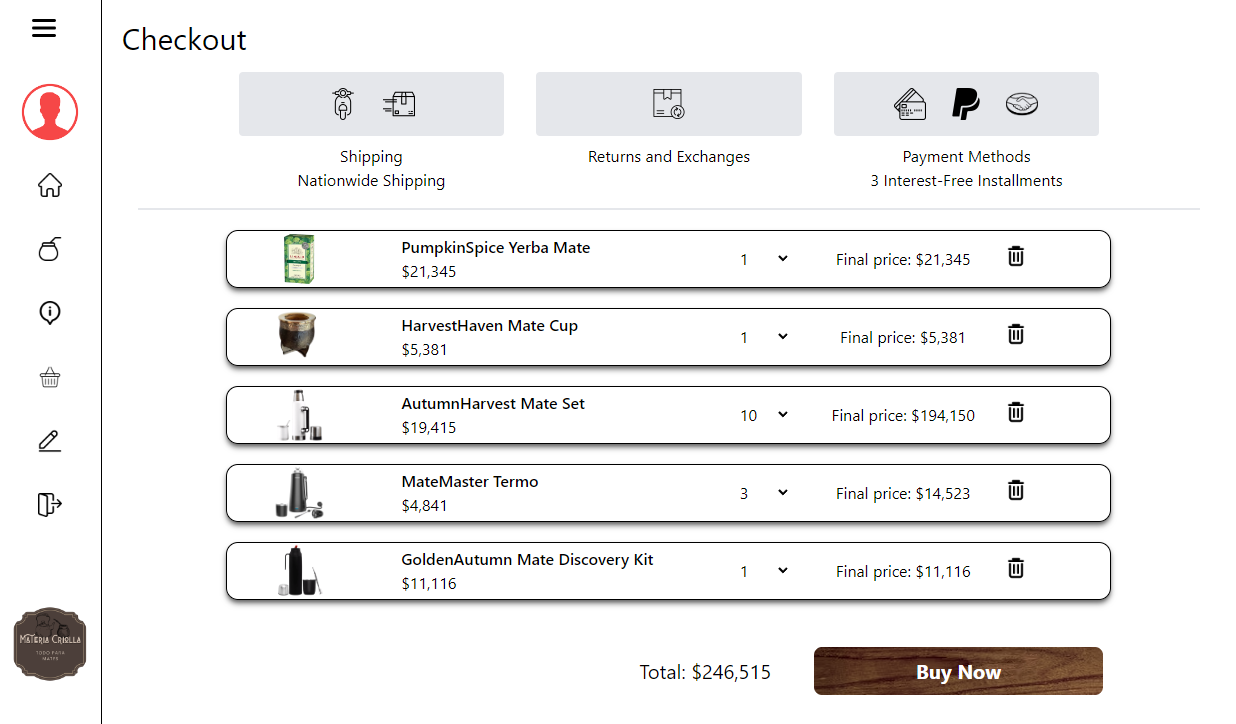 Checkout
Shipping
Nationwide Shipping
Returns and Exchanges
Payment Methods
3 Interest-Free Installments
PumpkinSpice Yerba Mate
$21,345
1
Final price: $21,345
HarvestHaven Mate Cup
$5,381
1
Final price: $5,381
AutumnHarvest Mate Set
$19,415
10
Final price: $194,150
MateMaster Termo
$4,841
3
Final price: $14,523
GoldenAutumn Mate Discovery Kit
$11,116
1
Final price: $11,116
MATERIA CRIOLLA
TODO PARA
MATES
Total: $246,515
Buy Now